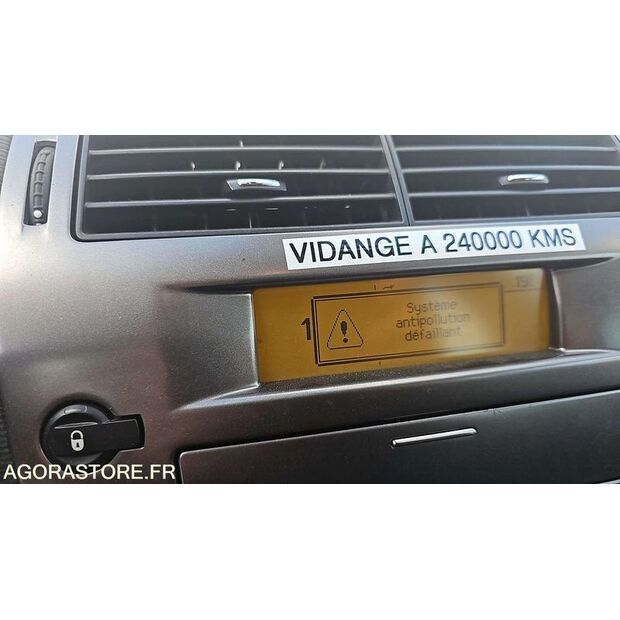 VIDANGE A 240000 KMS
1
Système
antipollution
défaillant
AGORASTORE.FR